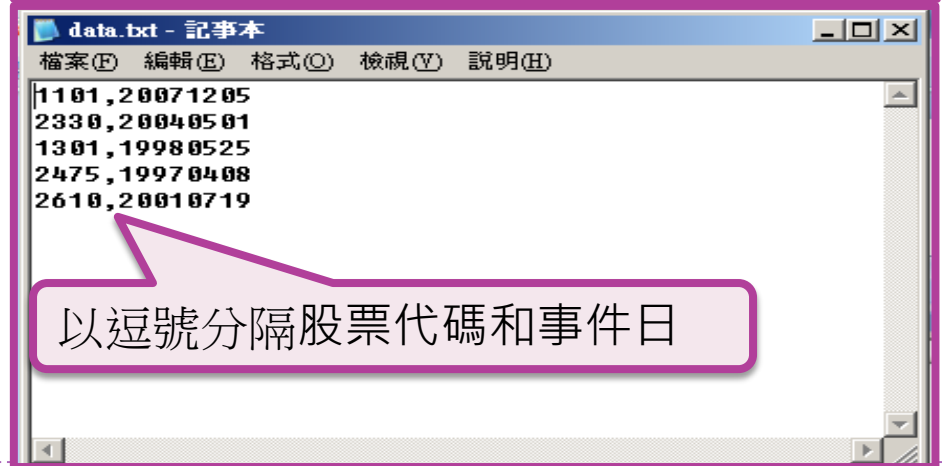 data.txt - 記事本
檔案(F) 編輯(E) 格式(O) 檢視(V) 說明(H)
1101,20071205
2330,20040501
1301,19980525
2475,19970408
2610,20010719
以逗號分隔股票代碼和事件日